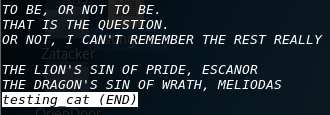 TO BE, OR NOT TO BE.
THAT IS THE QUESTION.
OR NOT, I CAN'T REMEMBER THE REST REALLY
Zatacker
THE LION'S SIN OF PRIDE, ESCANOR
THE DRAGON'S SIN OF WRATH, MELIODAS
testing cat (END)